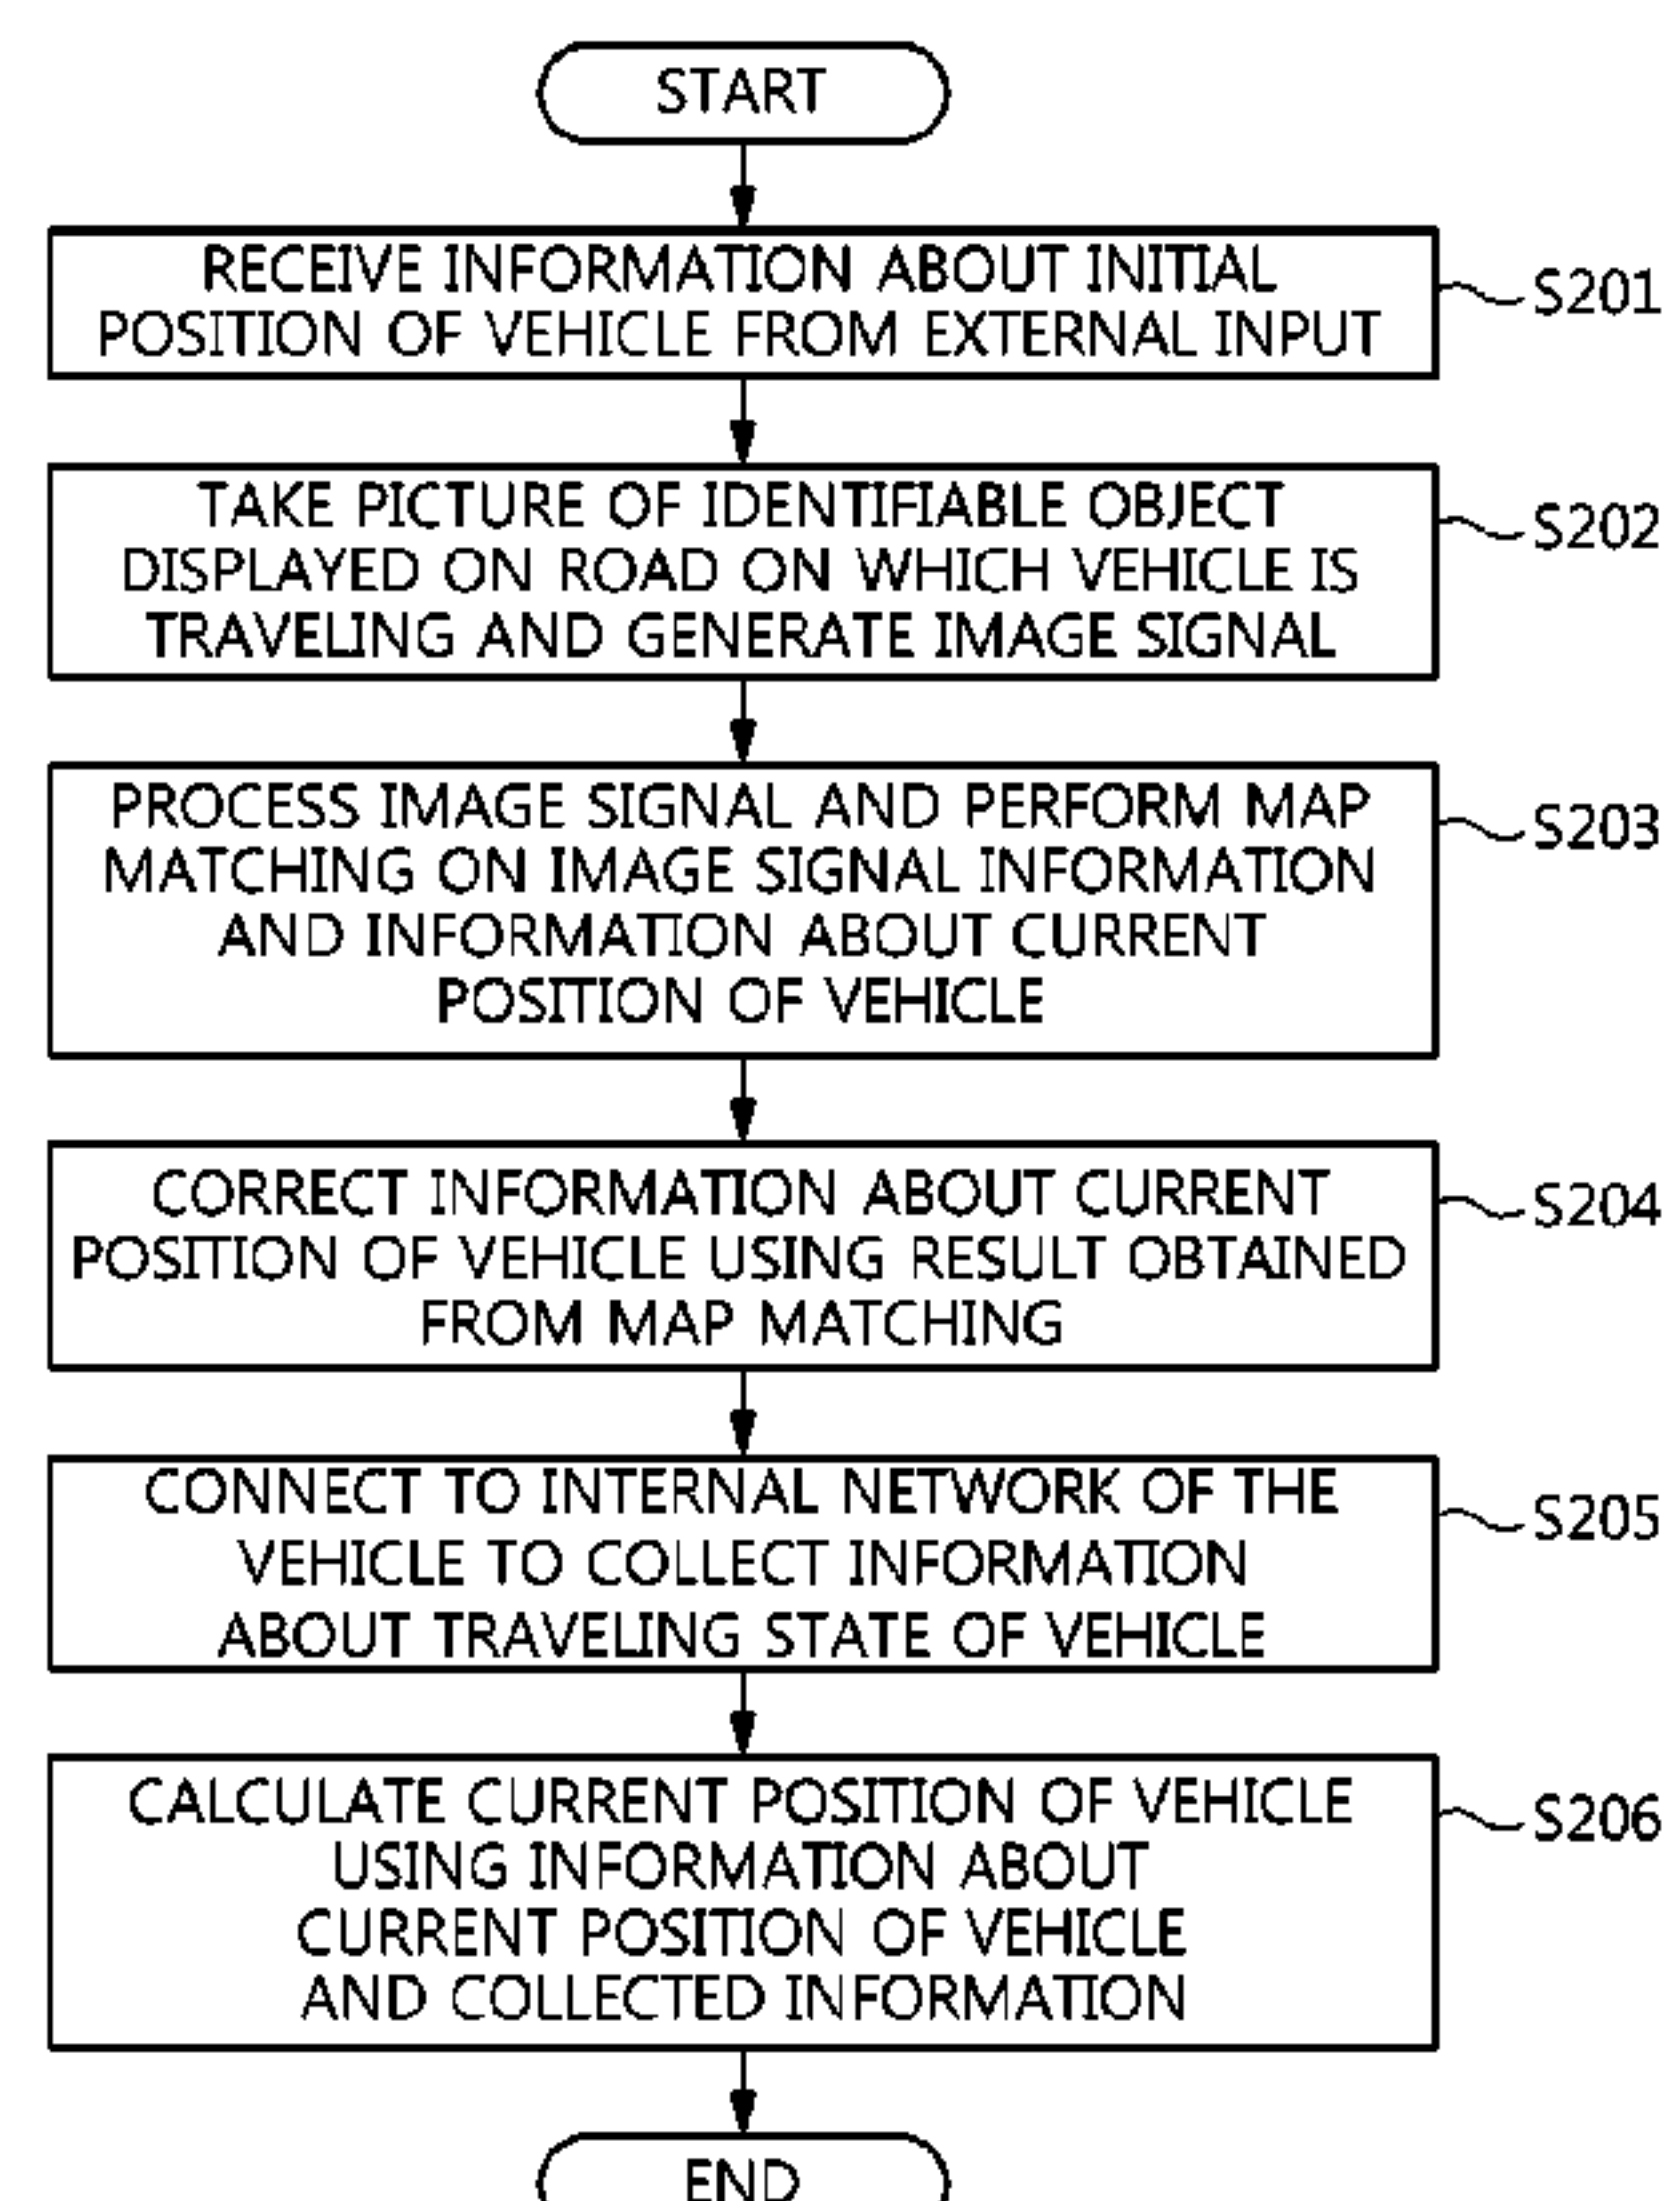 START
RECEIVE INFORMATION ABOUT INITIAL
POSITION OF VEHICLE FROM EXTERNAL INPUT
S201
TAKE PICTURE OF IDENTIFIABLE OBJECT
DISPLAYED ON ROAD ON WHICH VEHICLE IS
TRAVELING AND GENERATE IMAGE SIGNAL
S202
PROCESS IMAGE SIGNAL AND PERFORM MAP
MATCHING ON IMAGE SIGNAL INFORMATION
AND INFORMATION ABOUT CURRENT
POSITION OF VEHICLE
S203
CORRECT INFORMATION ABOUT CURRENT
POSITION OF VEHICLE USING RESULT OBTAINED
FROM MAP MATCHING
S204
CONNECT TO INTERNAL NETWORK OF THE
VEHICLE TO COLLECT INFORMATION
ABOUT TRAVELING STATE OF VEHICLE
S205
CALCULATE CURRENT POSITION OF VEHICLE
USING INFORMATION ABOUT
CURRENT POSITION OF VEHICLE
AND COLLECTED INFORMATION
S206
END